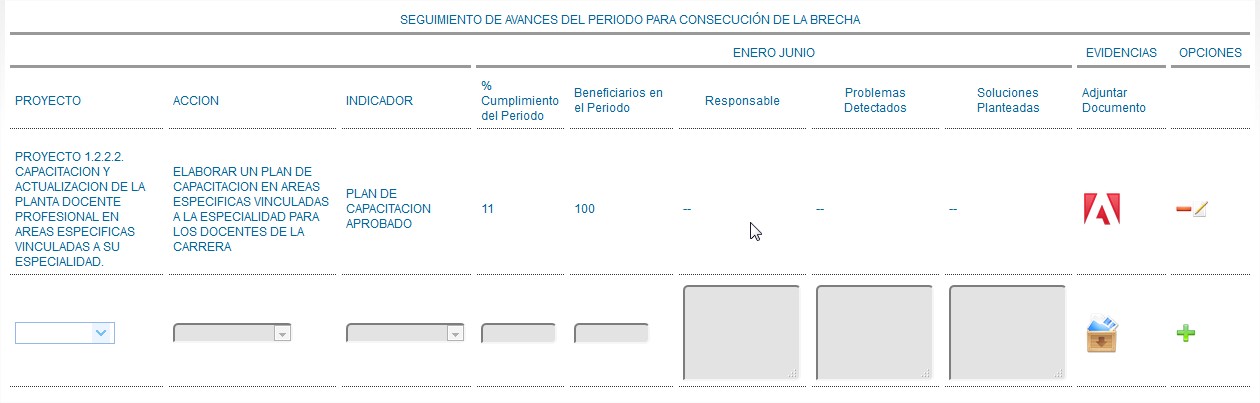 SEGUIMIENTO DE AVANCES DEL PERIODO PARA CONSECUCIÓN DE LA BRECHA
ENERO JUNIO
EVIDENCIAS
OPCIONES
PROYECTO
ACCION
INDICADOR
%
Cumplimiento
del Periodo
Beneficiarios en
el Periodo
Responsable
Problemas
Detectados
Soluciones
Planteadas
Adjuntar
Documento
PROYECTO 1.2.2.2.
CAPACITACION Y
ACTUALIZACION DE LA
PLANTA DOCENTE
PROFESIONAL EN
AREAS ESPECIFICAS
VINCULADAS A SU
ESPECIALIDAD.
ELABORAR UN PLAN DE
CAPACITACION EN AREAS
ESPECIFICAS VINCULADAS
A LA ESPECIALIDAD PARA
LOS DOCENTES DE LA
CARRERA
PLAN DE
CAPACITACION
APROBADO
11
100
--
--
--